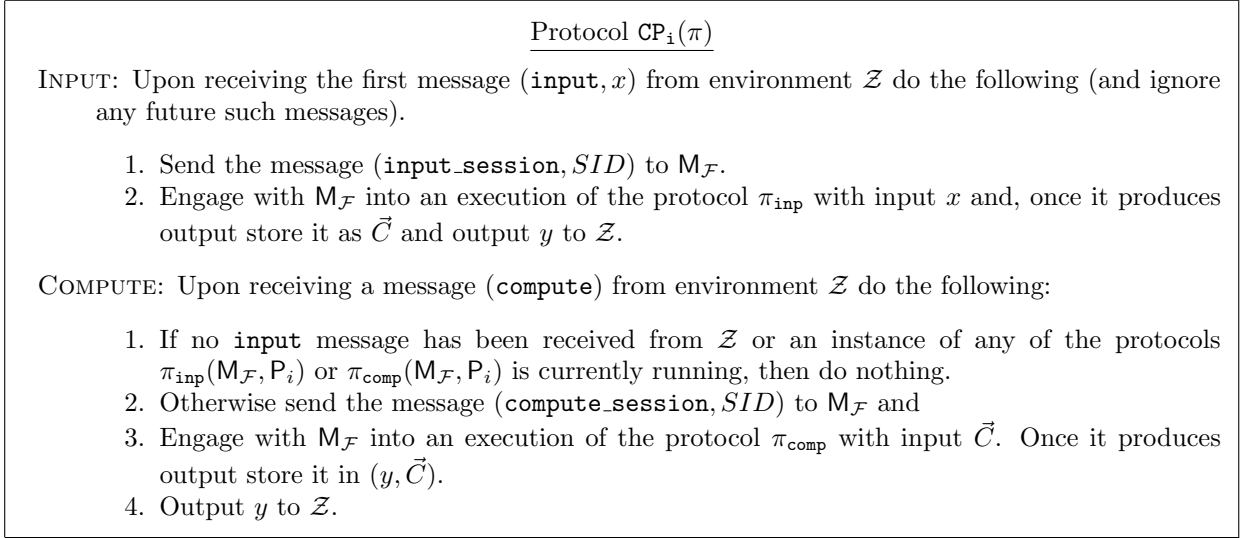 Protocol CP_i(π)
INPUT: Upon receiving the first message (input, x) from environment 𝒵 do the following (and ignore
any future such messages).
1. Send the message (input_session, SID) to M_ℱ.
2. Engage with M_ℱ into an execution of the protocol π_inp with input x and, once it produces
output store it as C⃗ and output y to 𝒵.
COMPUTE: Upon receiving a message (compute) from environment 𝒵 do the following:
1. If no input message has been received from 𝒵 or an instance of any of the protocols
π_inp(M_ℱ, P_i) or π_comp(M_ℱ, P_i) is currently running, then do nothing.
2. Otherwise send the message (compute_session, SID) to M_ℱ and
3. Engage with M_ℱ into an execution of the protocol π_comp with input C⃗. Once it produces
output store it in (y, C⃗).
4. Output y to 𝒵.